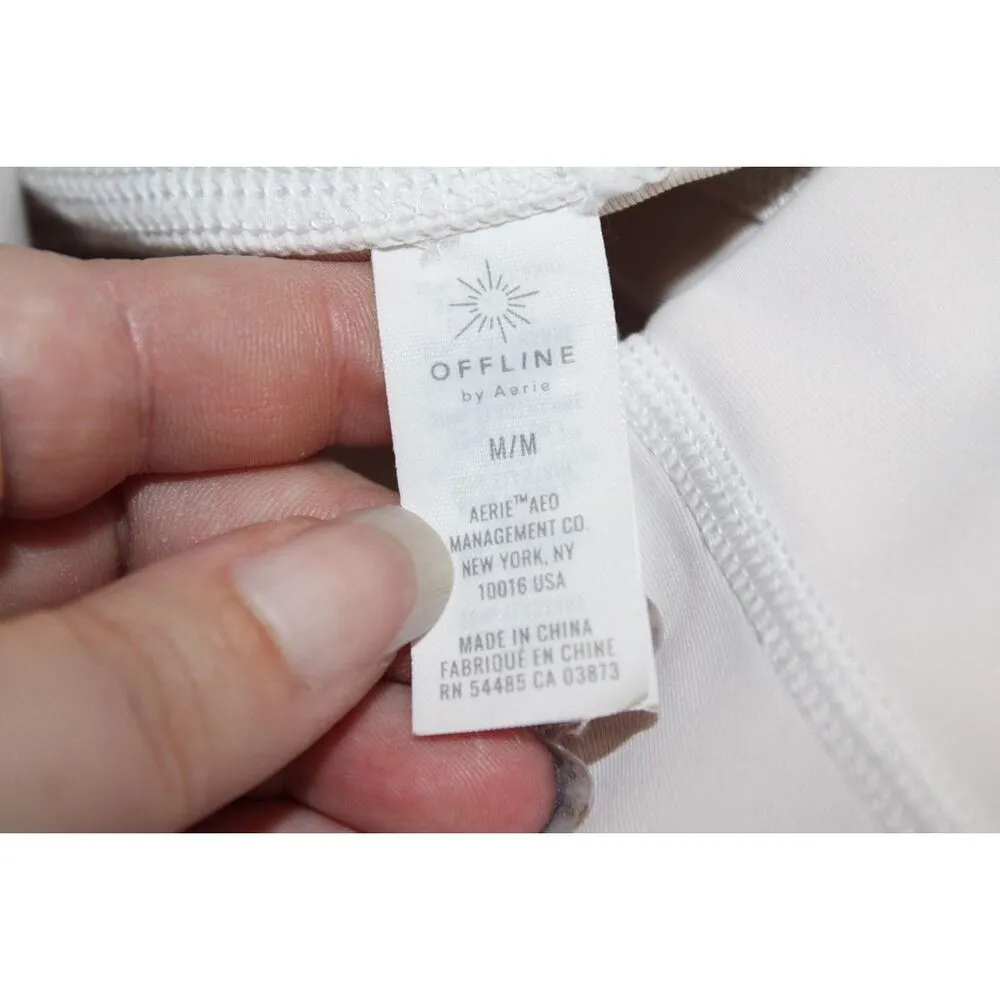 OFFLINE
by Aerie
M/M
AERIE™AEO
MANAGEMENT CO.
NEW YORK, NY
10016 USA
MADE IN CHINA
FABRIQUÉ EN CHINE
RN 54485 CA 03873